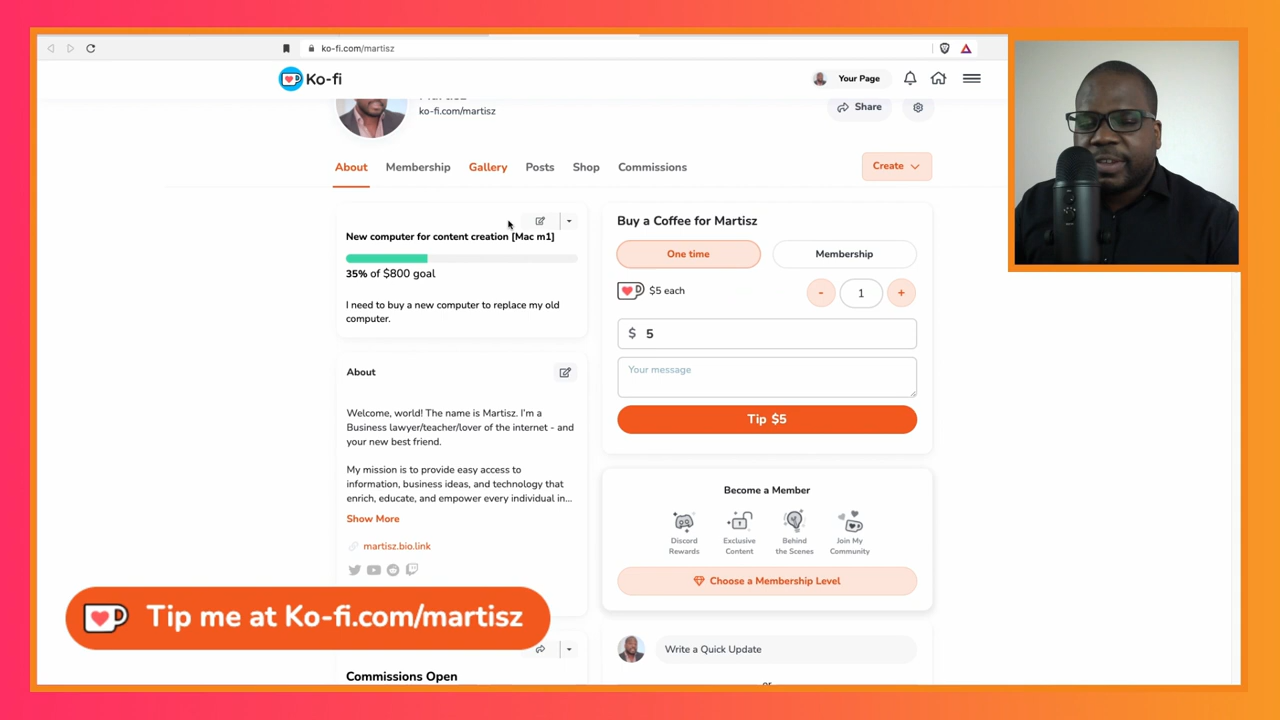 ko-fi.com/martisz
Ko-fi
Your Page
ko-fi.com/martisz
Share
About Membership Gallery Posts Shop Commissions
Create
New computer for content creation [Mac m1]
35% of $800 goal
I need to buy a new computer to replace my old
computer.
About
Welcome, world! The name is Martisz. I'm a
Business lawyer/teacher/lover of the internet - and
your new best friend.
My mission is to provide easy access to
information, business ideas, and technology that
enrich, educate, and empower every individual in...
Show More
martisz.bio.link
Commissions Open
Buy a Coffee for Martisz
One time
Membership
$5 each
- 1 +
$ 5
Your message
Tip $5
Become a Member
Discord
Rewards
Exclusive
Content
Behind
the Scenes
Join My
Community
Choose a Membership Level
Write a Quick Update
or
Tip me at Ko-fi.com/martisz